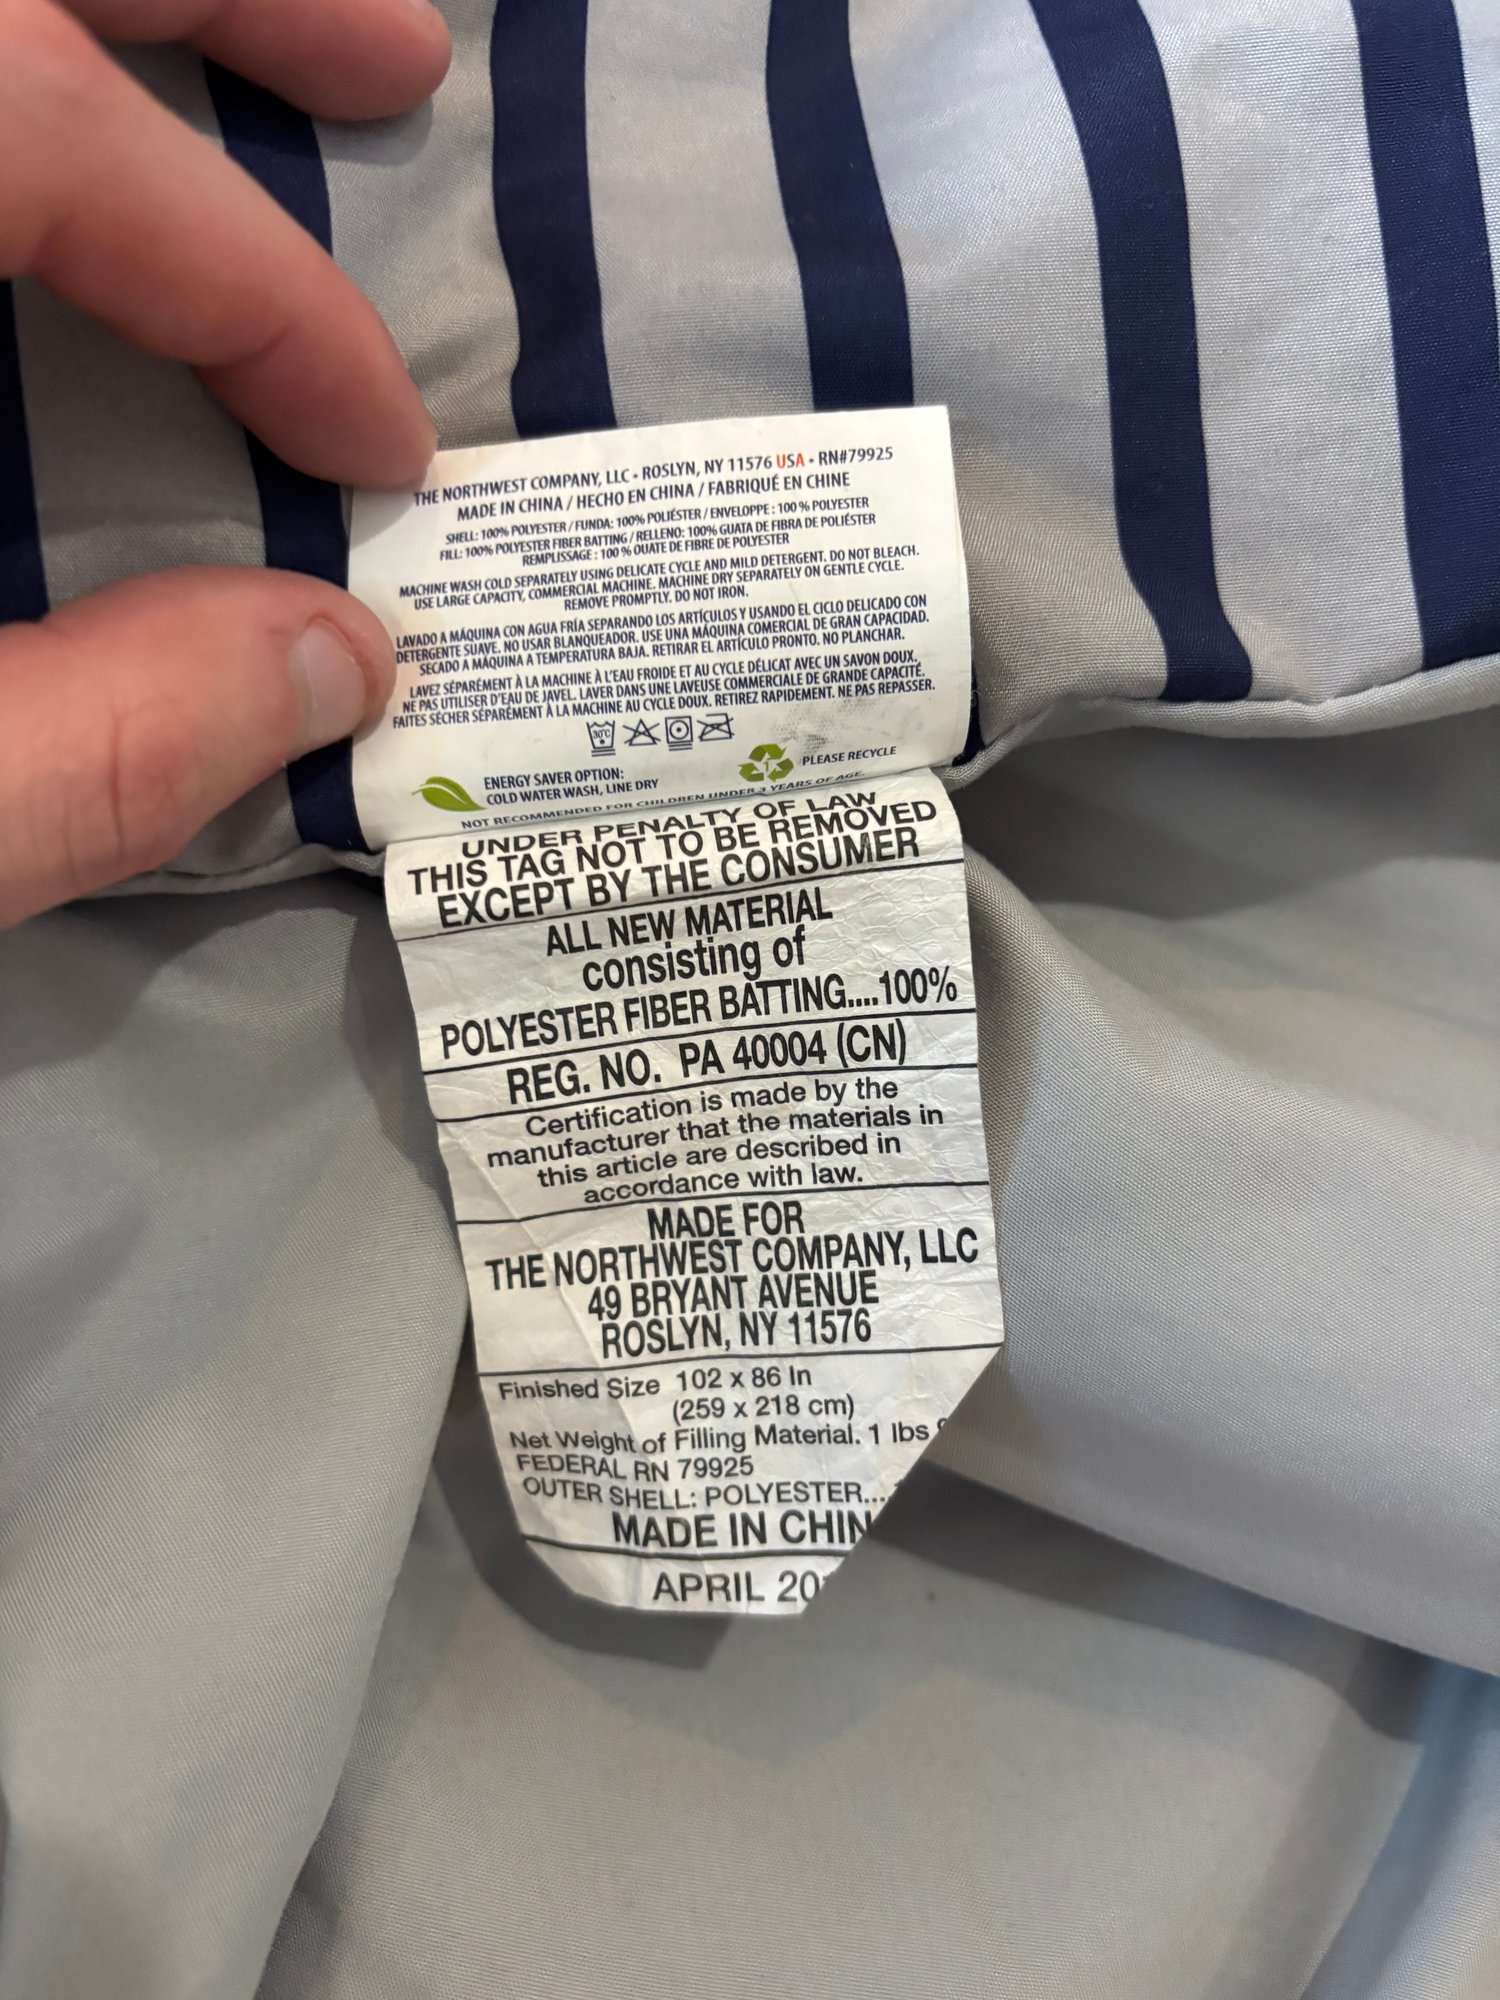 THE NORTHWEST COMPANY, LLC - ROSLYN, NY 11576 USA - RN#79925
MADE IN CHINA / HECHO EN CHINA / FABRIQUÉ EN CHINE
SHELL: 100% POLYESTER / FUNDA: 100% POLIÉSTER / ENVELOPPE : 100 % POLYESTER
FILL: 100% POLYESTER FIBER BATTING / RELLENO: 100% GUATA DE FIBRA DE POLIÉSTER
REMPLISSAGE : 100 % OUATE DE FIBRE DE POLYESTER
MACHINE WASH COLD SEPARATELY USING DELICATE CYCLE AND MILD DETERGENT. DO NOT BLEACH.
USE LARGE CAPACITY, COMMERCIAL MACHINE. MACHINE DRY SEPARATELY ON GENTLE CYCLE.
REMOVE PROMPTLY. DO NOT IRON.
LAVADO A MÁQUINA CON AGUA FRÍA SEPARANDO LOS ARTÍCULOS Y USANDO EL CICLO DELICADO CON
DETERGENTE SUAVE. NO USAR BLANQUEADOR. USE UNA MÁQUINA COMERCIAL DE GRAN CAPACIDAD.
SECADO A MÁQUINA A TEMPERATURA BAJA. RETIRAR EL ARTÍCULO PRONTO. NO PLANCHAR.
LAVEZ SÉPARÉMENT À LA MACHINE À L'EAU FROIDE ET AU CYCLE DÉLICAT AVEC UN SAVON DOUX.
NE PAS UTILISER D'EAU DE JAVEL. LAVER DANS UNE LAVEUSE COMMERCIALE DE GRANDE CAPACITÉ.
FAITES SÉCHER SÉPARÉMENT À LA MACHINE AU CYCLE DOUX. RETIREZ RAPIDEMENT. NE PAS REPASSER.
30°C
ENERGY SAVER OPTION:
COLD WATER WASH, LINE DRY
1 PLEASE RECYCLE
NOT RECOMMENDED FOR CHILDREN UNDER 3 YEARS OF AGE.
UNDER PENALTY OF LAW
THIS TAG NOT TO BE REMOVED
EXCEPT BY THE CONSUMER
ALL NEW MATERIAL
consisting of
POLYESTER FIBER BATTING....100%
REG. NO. PA 40004 (CN)
Certification is made by the
manufacturer that the materials in
this article are described in
accordance with law.
MADE FOR
THE NORTHWEST COMPANY, LLC
49 BRYANT AVENUE
ROSLYN, NY 11576
Finished Size 102 x 86 In
(259 x 218 cm)
Net Weight of Filling Material. 1 lbs
FEDERAL RN 79925
OUTER SHELL: POLYESTER...
MADE IN CHIN
APRIL 20